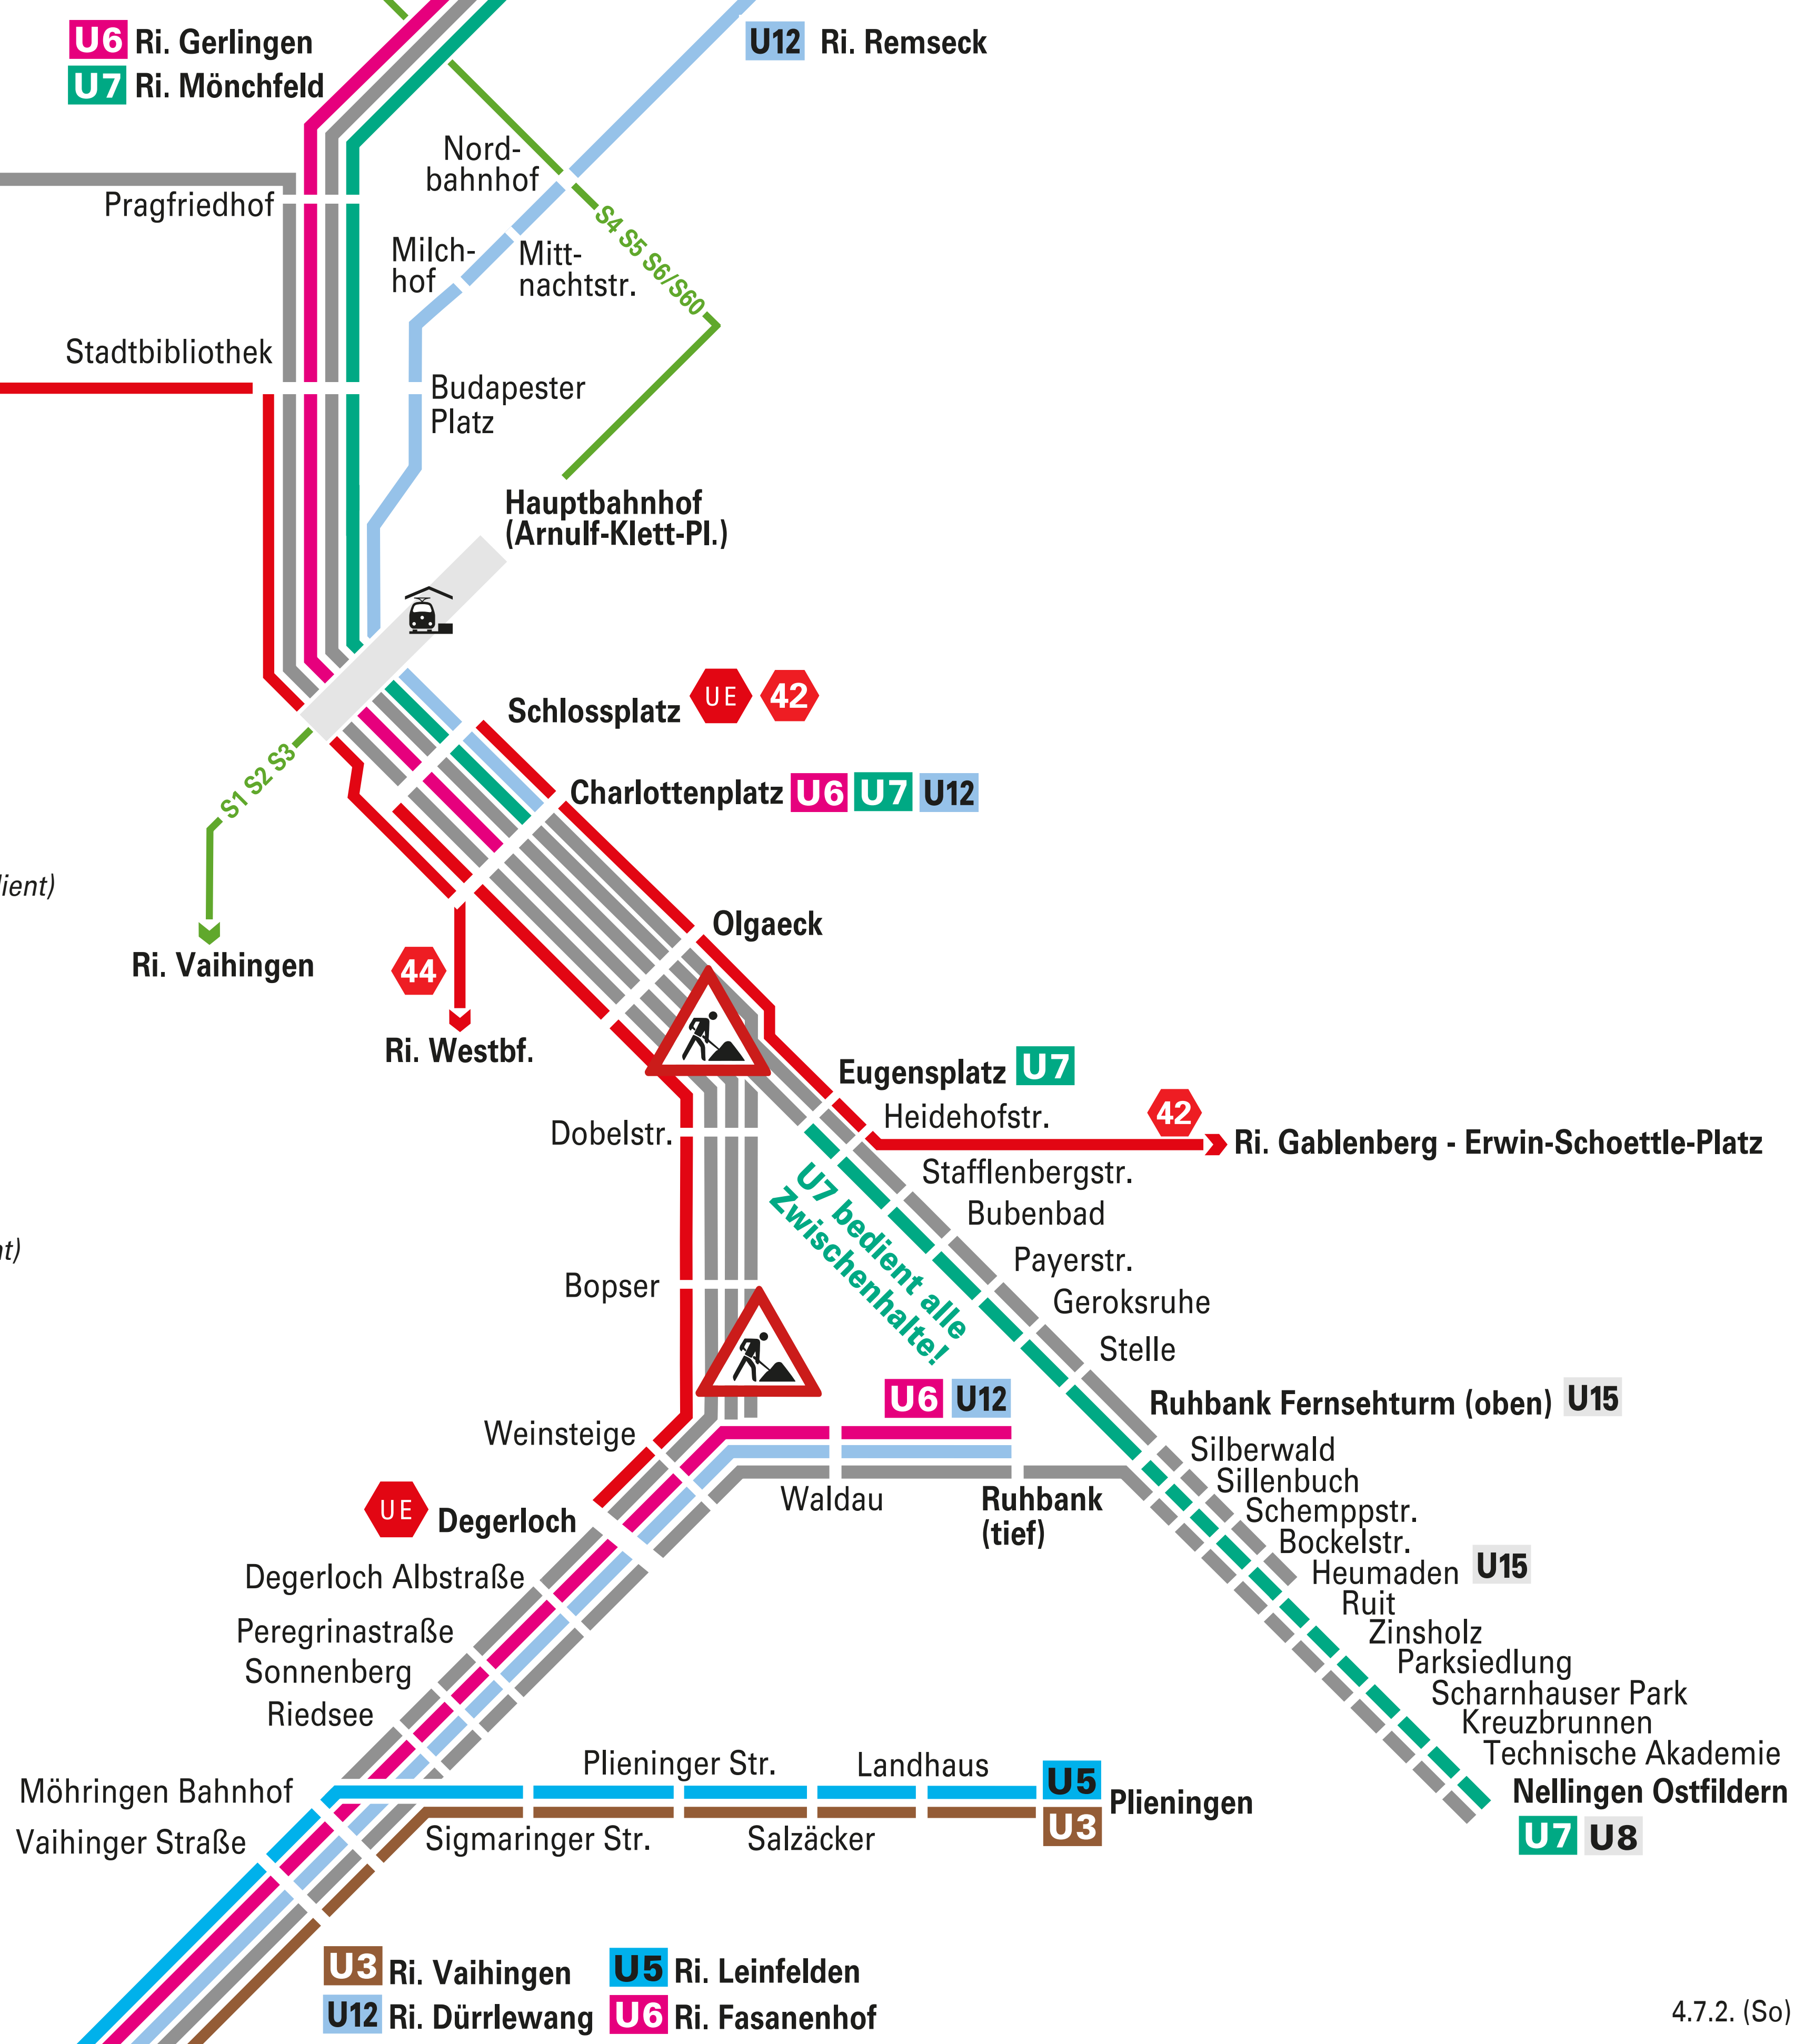 U6 Ri. Gerlingen
U7 Ri. Mönchfeld
U12 Ri. Remseck
Nord-
bahnhof
Pragfriedhof
S4 S5 S6/S60
Milch-
hof
Mitt-
nachtstr.
Stadtbibliothek
Budapester
Platz
Hauptbahnhof
(Arnulf-Klett-Pl.)
Schlossplatz UE 42
Charlottenplatz U6 U7 U12
S1 S2 S3
ient)
Olgaeck
Ri. Vaihingen
44
Ri. Westbf.
Eugensplatz U7
Heidehofstr.
42
Ri. Gablenberg - Erwin-Schoettle-Platz
Dobelstr.
Stafflenbergstr.
Bubenbad
U7 bedient alle
Zwischenhalte!
t)
Payerstr.
Bopser
Geroksruhe
Stelle
U6 U12
Ruhbank Fernsehturm (oben) U15
Weinsteige
Silberwald
Sillenbuch
Waldau
Ruhbank
(tief)
Schemppstr.
UE Degerloch
Bockelstr.
Heumaden U15
Degerloch Albstraße
Ruit
Peregrinastraße
Zinsholz
Sonnenberg
Parksiedlung
Riedsee
Scharnhauser Park
Kreuzbrunnen
Technische Akademie
Plieninger Str.
Landhaus
Möhringen Bahnhof
U5
Plieningen
U3
Nellingen Ostfildern
U7 U8
Vaihinger Straße
Sigmaringer Str.
Salzäcker
U3 Ri. Vaihingen
U5 Ri. Leinfelden
U12 Ri. Dürrlewang
U6 Ri. Fasanenhof
4.7.2. (So)